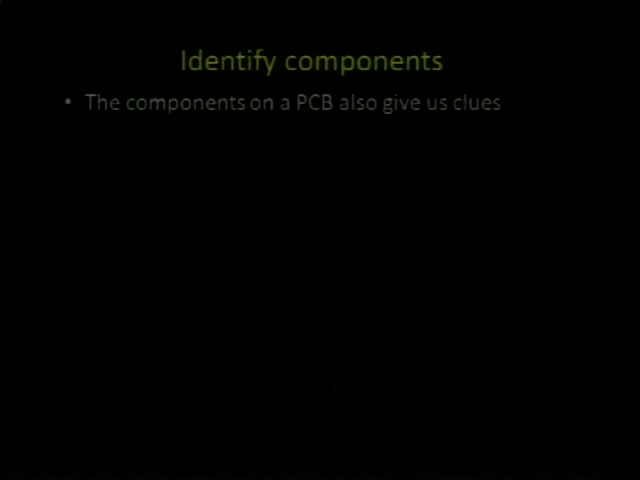 Identify components
• The components on a PCB also give us clues